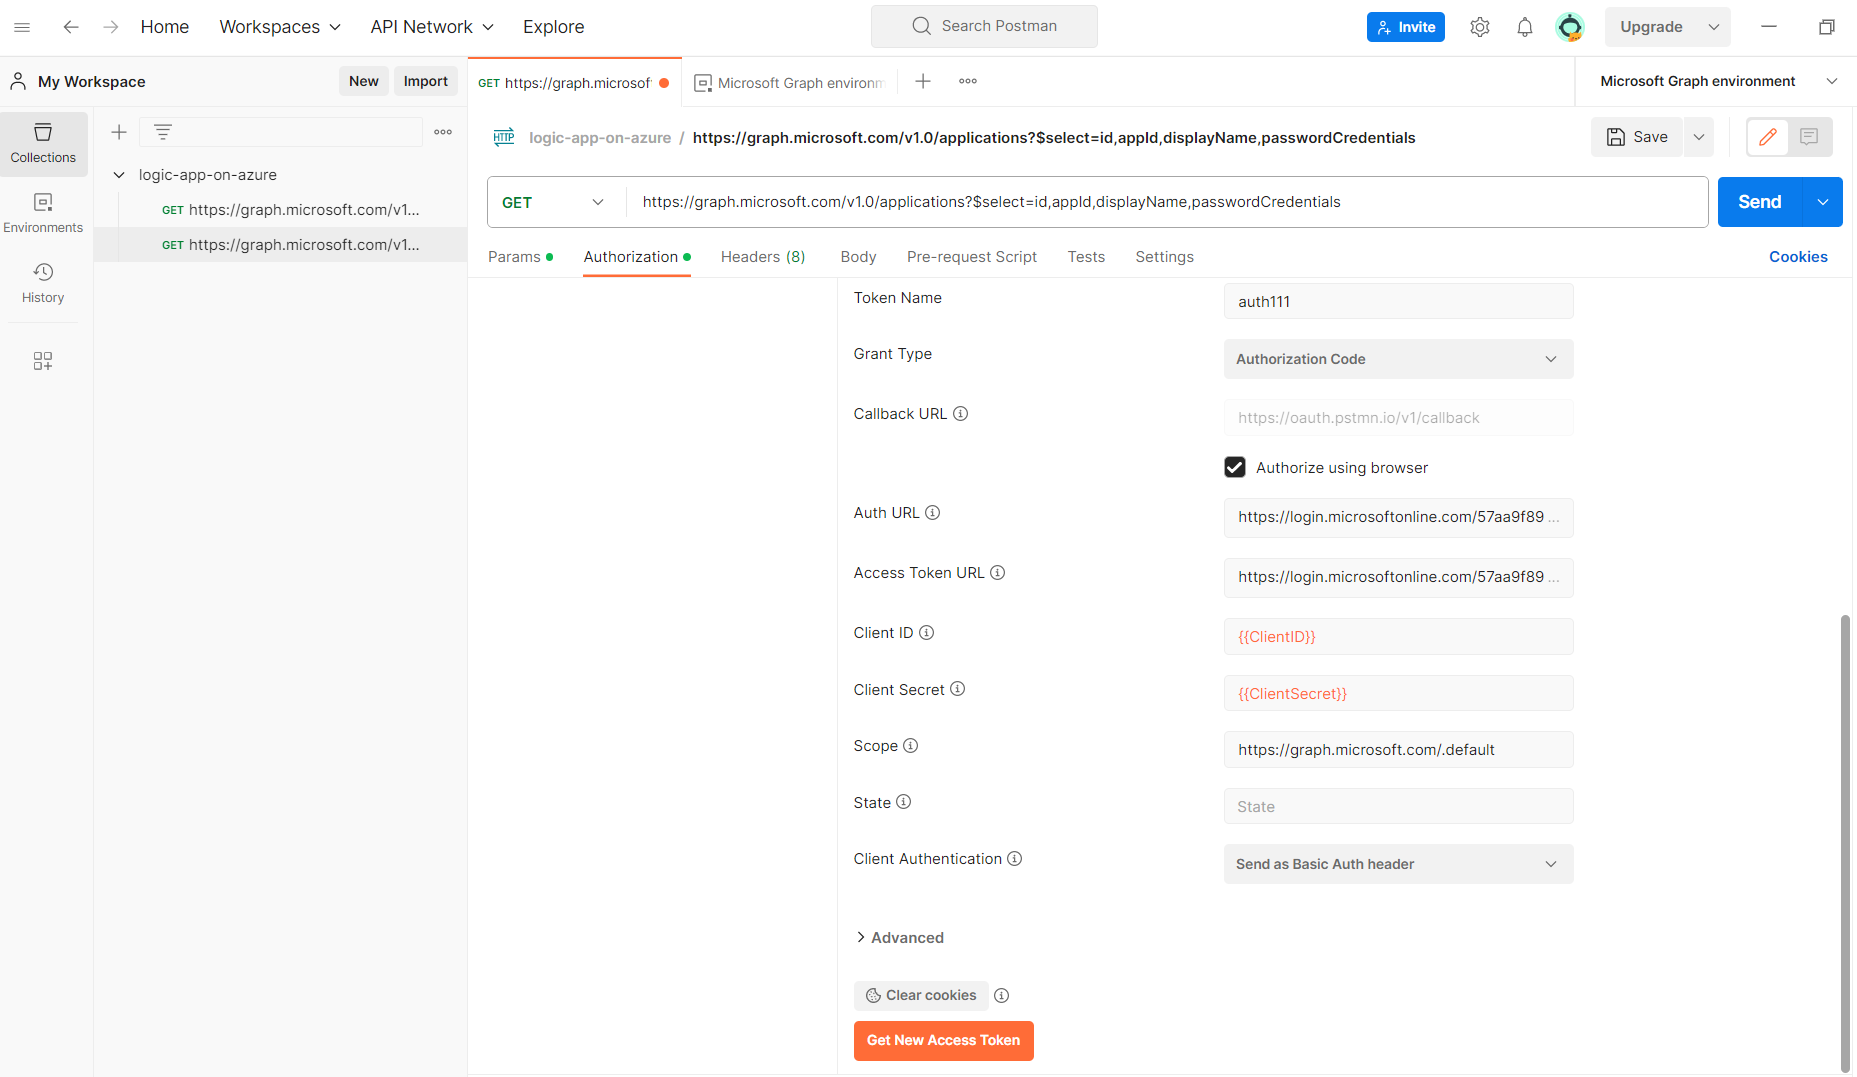 Home
Workspaces
API Network
Explore
Search Postman
Invite
Upgrade
My Workspace
New
Import
GET https://graph.microsof
Microsoft Graph environ
Microsoft Graph environment
Collections
Environments
History
logic-app-on-azure
GET https://graph.microsoft.com/v1...
GET https://graph.microsoft.com/v1...
HTTP
logic-app-on-azure / https://graph.microsoft.com/v1.0/applications?$select=id,appId,displayName,passwordCredentials
Save
GET
https://graph.microsoft.com/v1.0/applications?$select=id,appId,displayName,passwordCredentials
Send
Params
Authorization
Headers (8)
Body
Pre-request Script
Tests
Settings
Cookies
Token Name
auth111
Grant Type
Authorization Code
Callback URL
https://oauth.pstmn.io/v1/callback
Authorize using browser
Auth URL
https://login.microsoftonline.com/57aa9f89 ...
Access Token URL
https://login.microsoftonline.com/57aa9f89 ...
Client ID
{{ClientID}}
Client Secret
{{ClientSecret}}
Scope
https://graph.microsoft.com/.default
State
State
Client Authentication
Send as Basic Auth header
Advanced
Clear cookies
Get New Access Token